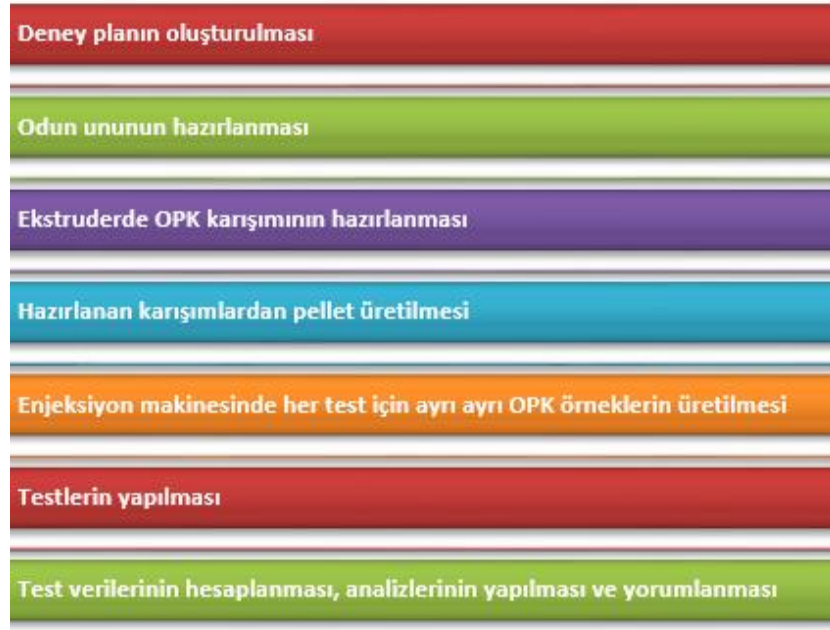 Deney planın oluşturulması
Odun ununun hazırlanması
Ekstruderde OPK karışımının hazırlanması
Hazırlanan karışımlardan pellet üretilmesi
Enjeksiyon makinesinde her test için ayrı ayrı OPK örneklerin üretilmesi
Testlerin yapılması
Test verilerinin hesaplanması, analizlerinin yapılması ve yorumlanması